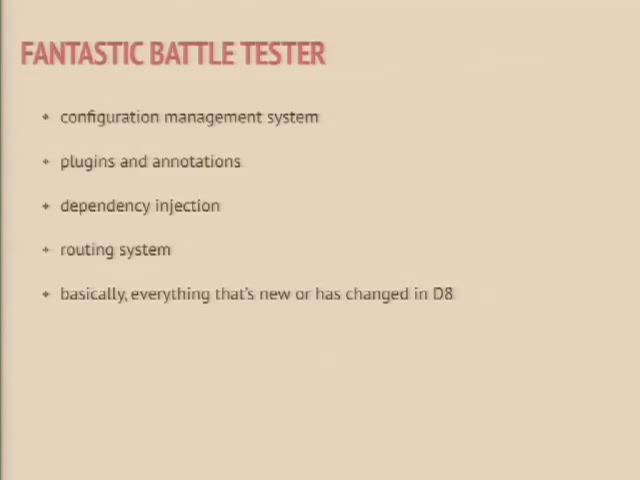 FANTASTIC BATTLE TESTER
configuration management system
plugins and annotations
dependency injection
routing system
basically, everything that's new or has changed in D8